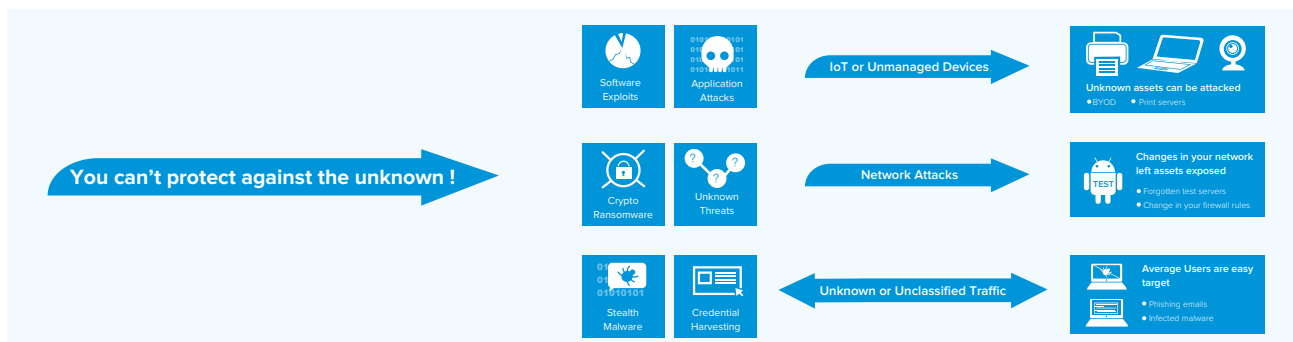 You can’t protect against the unknown !
Software
Exploits
Application
Attacks
IoT or Unmanaged Devices
Unknown assets can be attacked
• BYOD • Print servers
Crypto
Ransomware
? ? ?
Unknown
Threats
Network Attacks
TEST
Changes in your network
left assets exposed
• Forgotten test servers
• Change in your firewall rules
01010101
Stealth
Malware
Credential
Harvesting
Unknown or Unclassified Traffic
Average Users are easy
target
• Phishing emails
• Infected malware